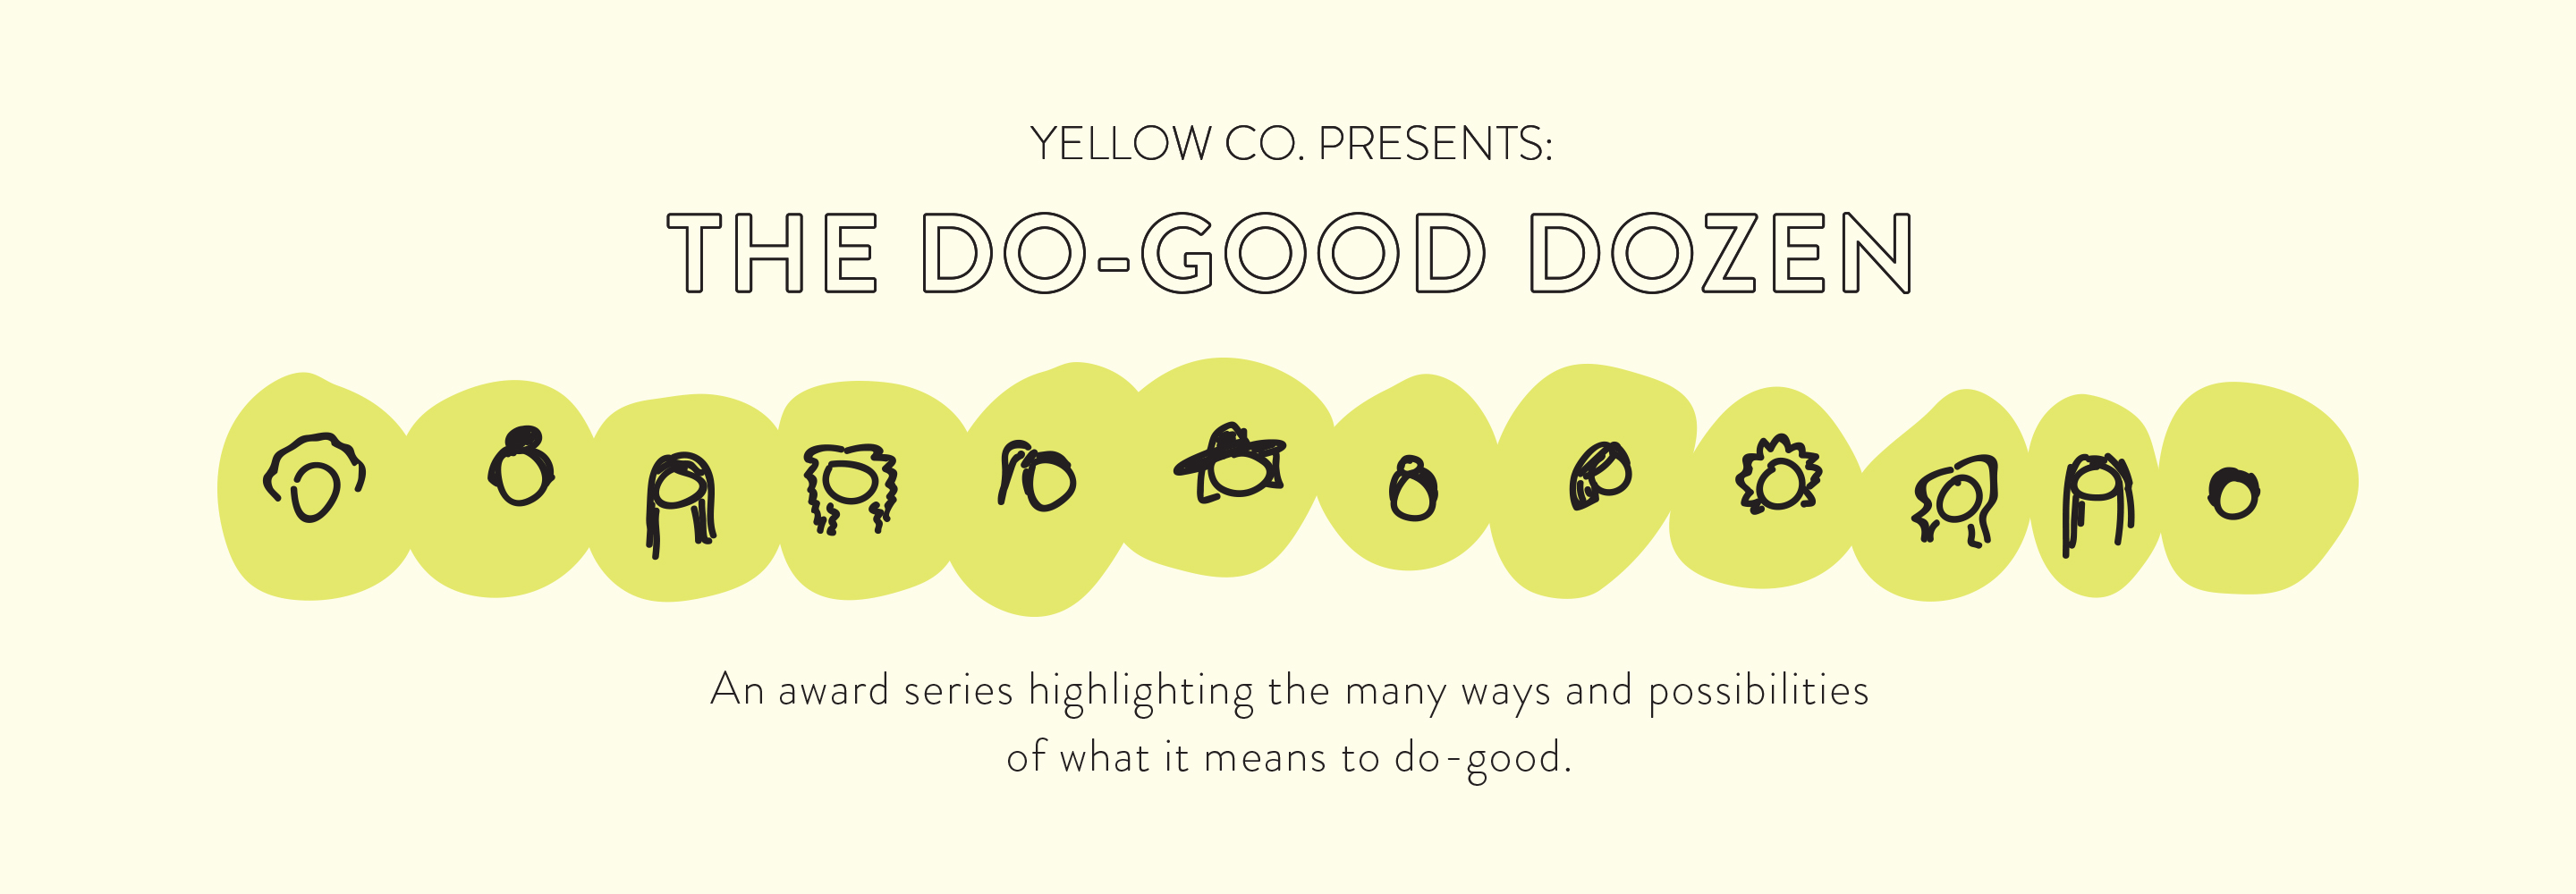 YELLOW CO. PRESENTS:
THE DO-GOOD DOZEN
An award series highlighting the many ways and possibilities
of what it means to do-good.